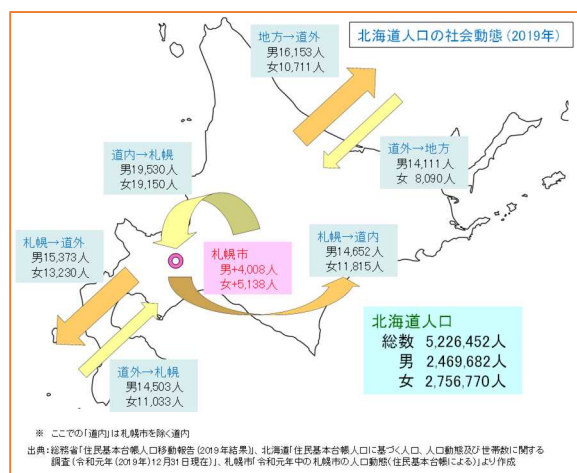 北海道人口の社会動態(2019年)
地方→道外
男16,153人
女10,711人
道外→地方
男14,111人
女 8,090人
道内→札幌
男19,530人
女19,150人
札幌→道外
男15,373人
女13,230人
札幌市
男+4,008人
女+5,138人
札幌→道内
男14,652人
女11,815人
道外→札幌
男14,503人
女11,033人
北海道人口
総数 5,226,452人
男 2,469,682人
女 2,756,770人
※ ここでの「道内」は札幌市を除く道内
出典:総務省「住民基本台帳人口移動報告(2019年結果)」、北海道「住民基本台帳人口に基づく人口、人口動態及び世帯数に関する
調査(令和元年(2019年)12月31日現在)」、札幌市「令和元年中の札幌市の人口動態(住民基本台帳による)」より作成